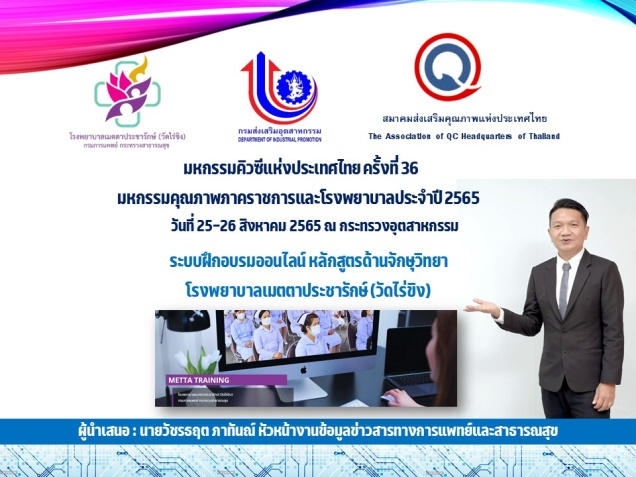 โรงพยาบาลเมตตาประชารักษ์ (วัดไร่ขิง)
กรมการแพทย์ กระทรวงสาธารณสุข
กรมส่งเสริมอุตสาหกรรม
DEPARTMENT OF INDUSTRIAL PROMOTION
Q
สมาคมส่งเสริมคุณภาพแห่งประเทศไทย
The Association of QC Headquarters of Thailand
มหกรรมคิวซีแห่งประเทศไทย ครั้งที่ 36
มหกรรมคุณภาพภาคราชการและโรงพยาบาลประจำปี 2565
วันที่ 25-26 สิงหาคม 2565 ณ กระทรวงอุตสาหกรรม
ระบบฝึกอบรมออนไลน์ หลักสูตรด้านจักษุวิทยา
โรงพยาบาลเมตตาประชารักษ์ (วัดไร่ขิง)
METTA TRAINING
ผู้นำเสนอ : นายวัชรธฤต ภาทันณ์ หัวหน้างานข้อมูลข่าวสารทางการแพทย์และสาธารณสุข